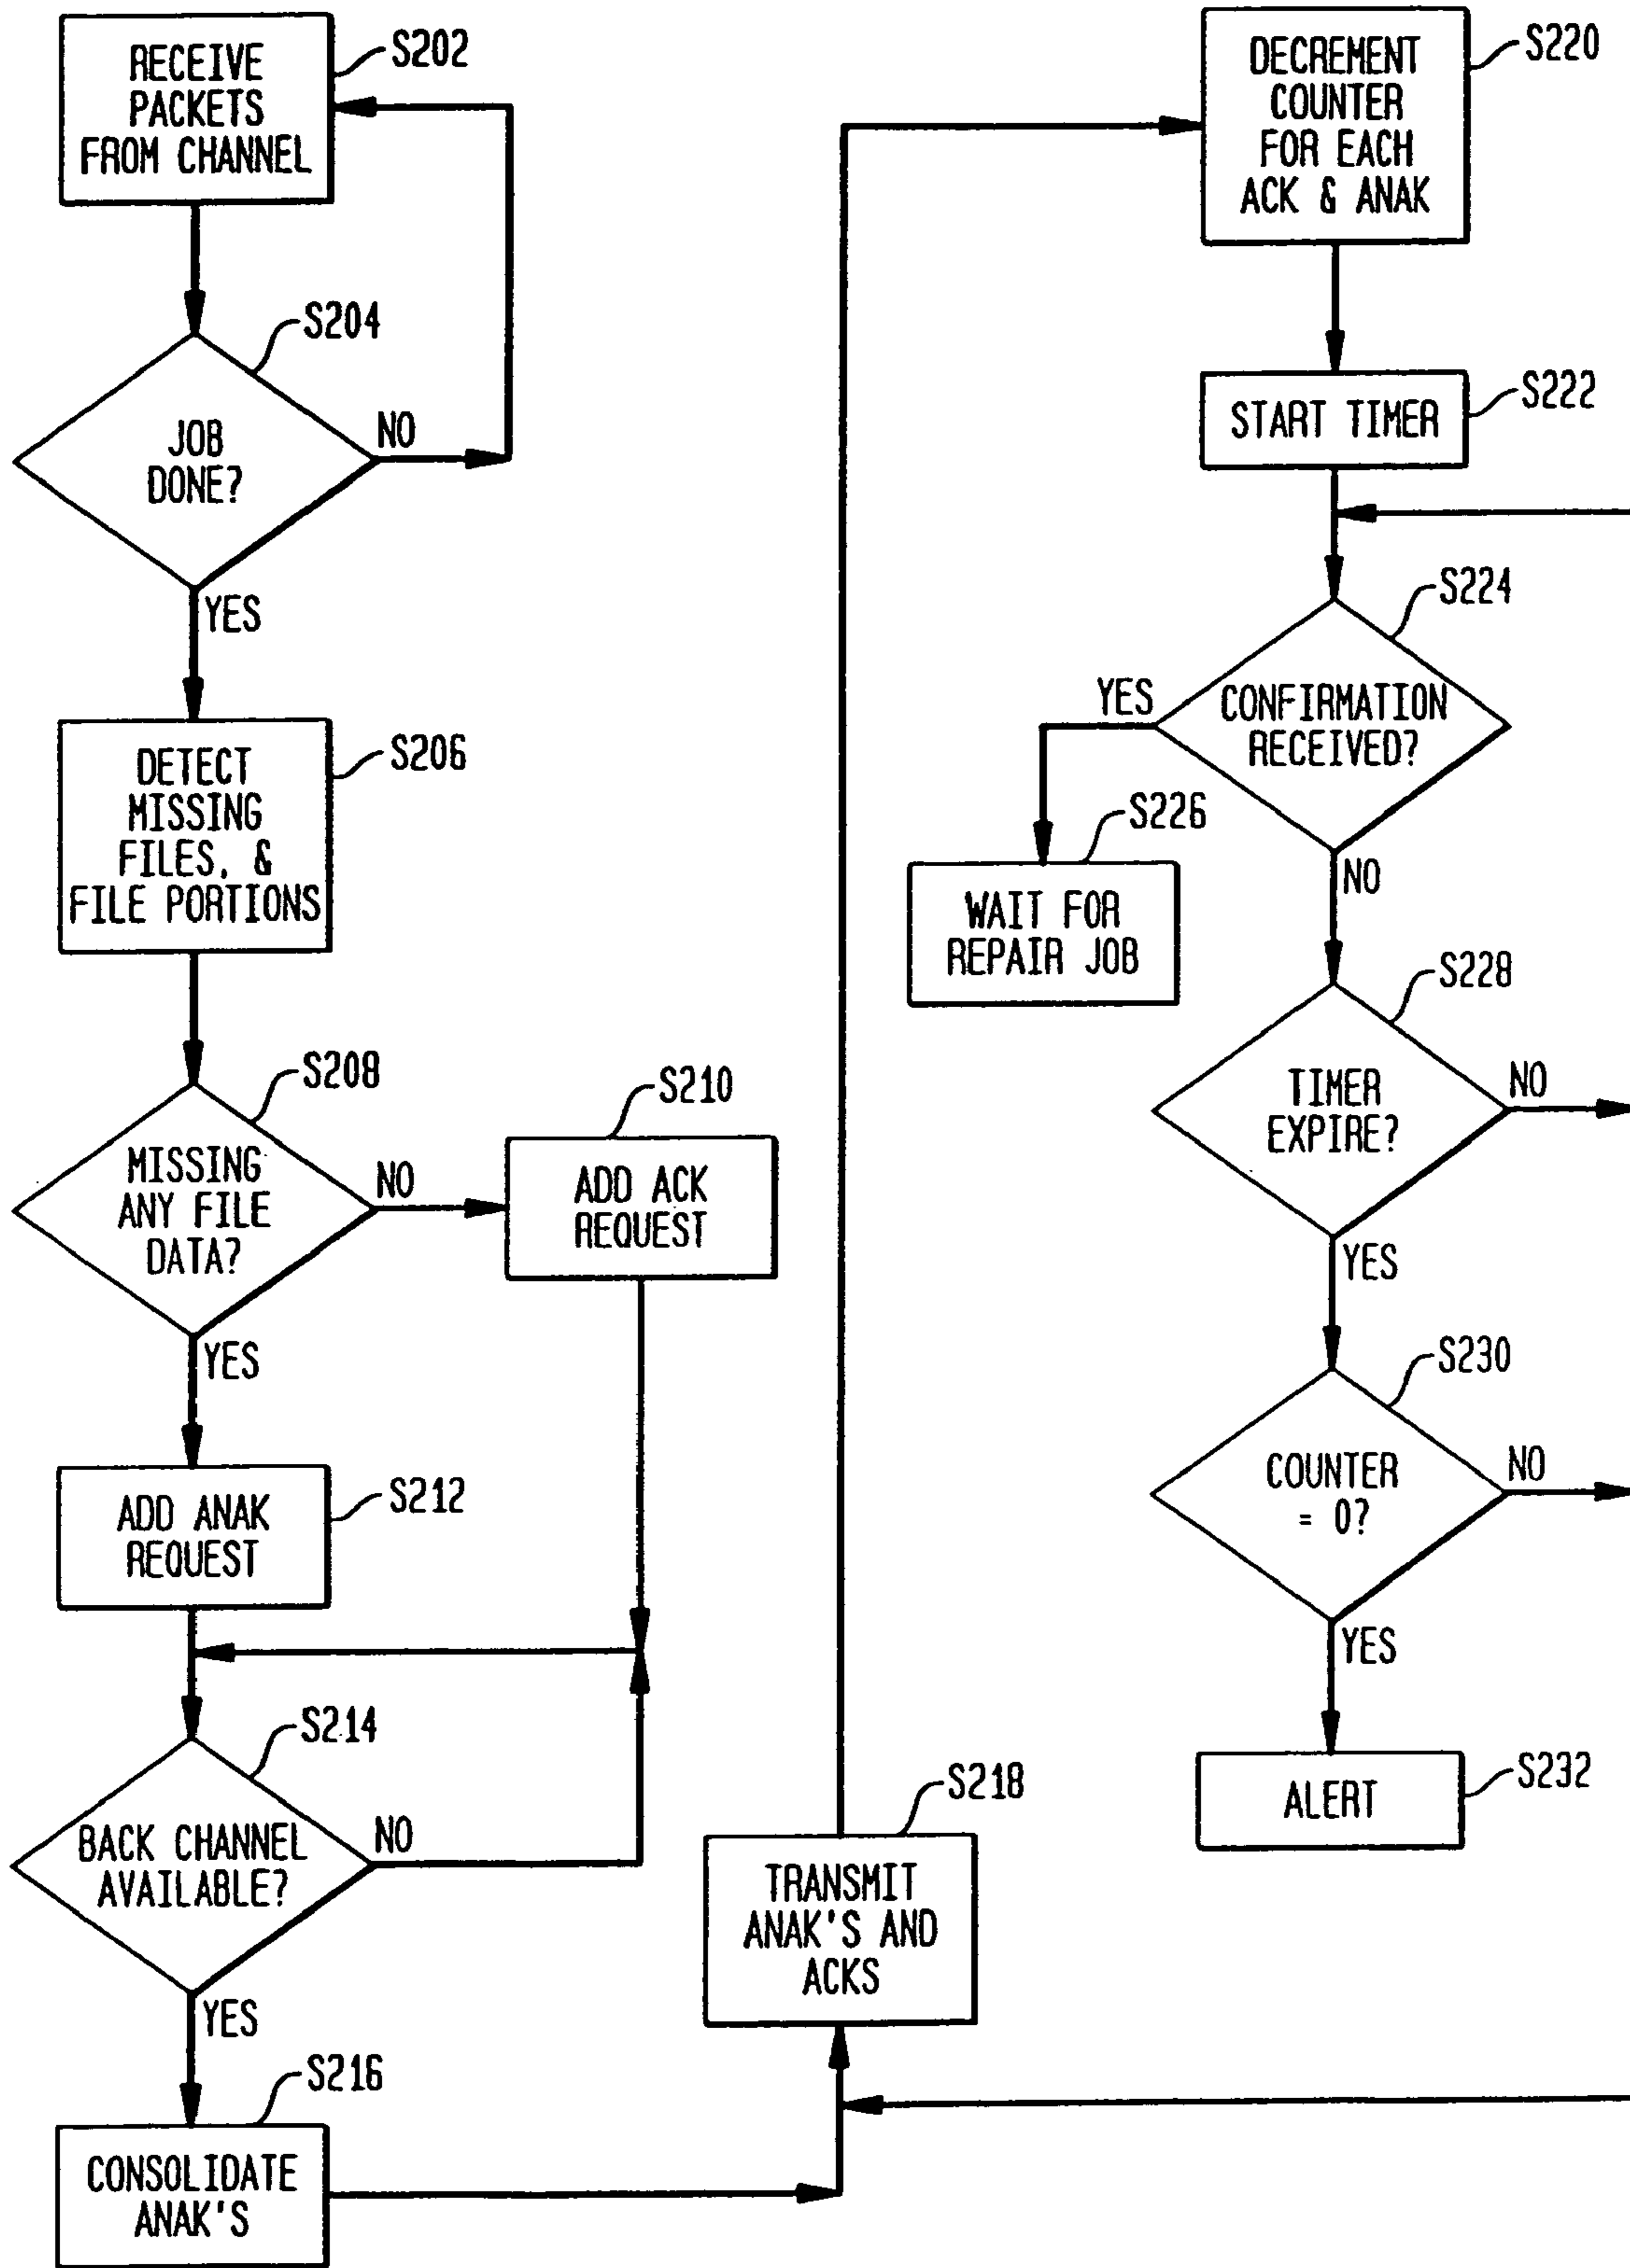 RECEIVE
PACKETS
FROM CHANNEL
S202
JOB
DONE?
S204
NO
YES
DETECT
MISSING
FILES, &
FILE PORTIONS
S206
MISSING
ANY FILE
DATA?
S208
NO
YES
ADD ACK
REQUEST
S210
ADD ANAK
REQUEST
S212
BACK CHANNEL
AVAILABLE?
S214
NO
YES
CONSOLIDATE
ANAK'S
S216
TRANSMIT
ANAK'S AND
ACKS
S218
DECREMENT
COUNTER
FOR EACH
ACK & ANAK
S220
START TIMER
S222
CONFIRMATION
RECEIVED?
S224
YES
NO
WAIT FOR
REPAIR JOB
S226
TIMER
EXPIRE?
S228
NO
YES
COUNTER
= 0?
S230
NO
YES
ALERT
S232